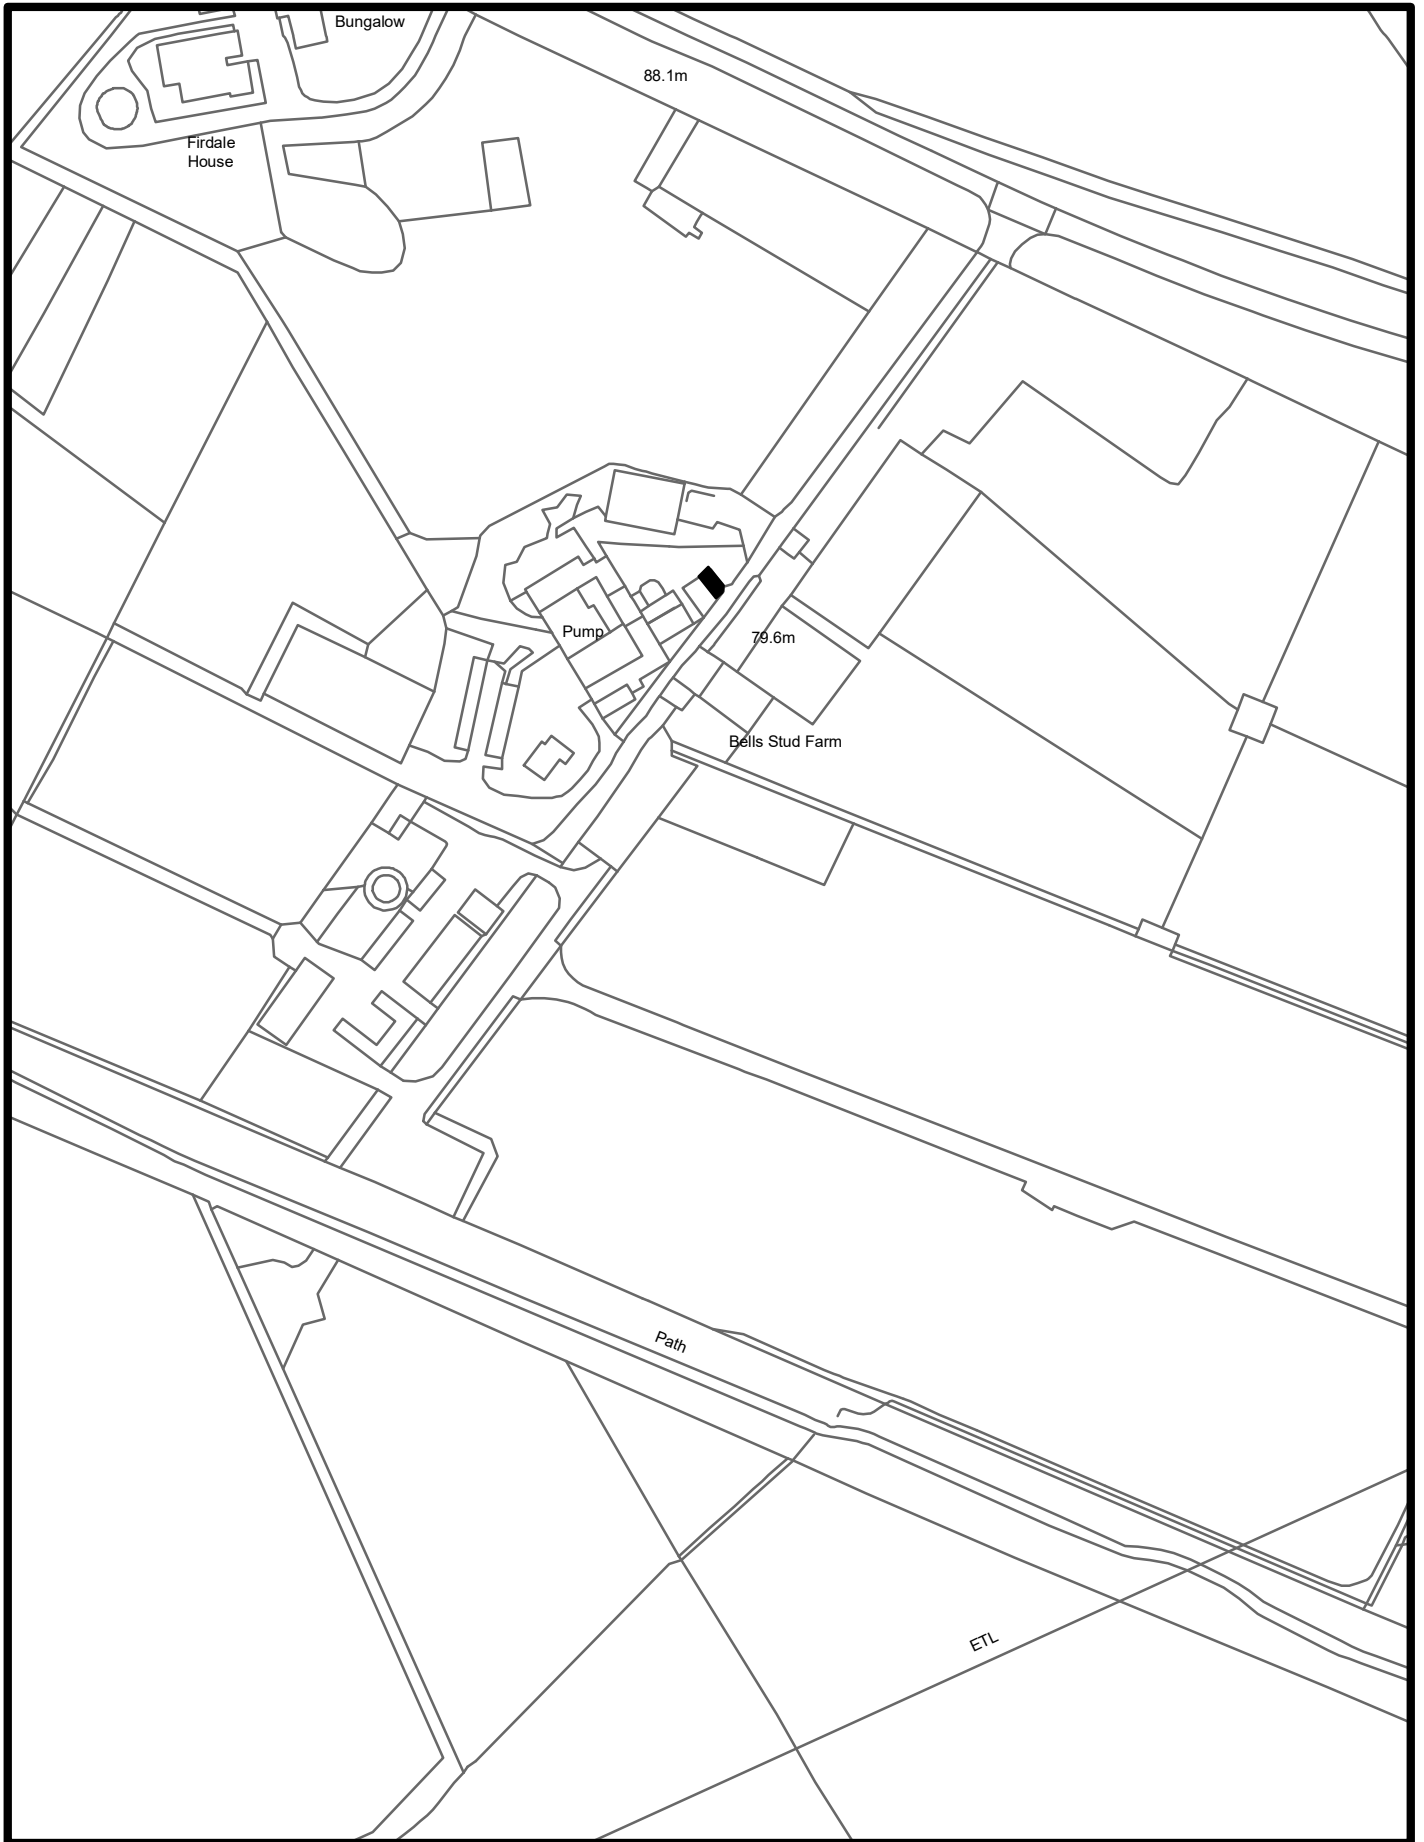 Bungalow
88.1m
Firdale
House
Pump
79.6m
Bells Stud Farm
Path
ETL